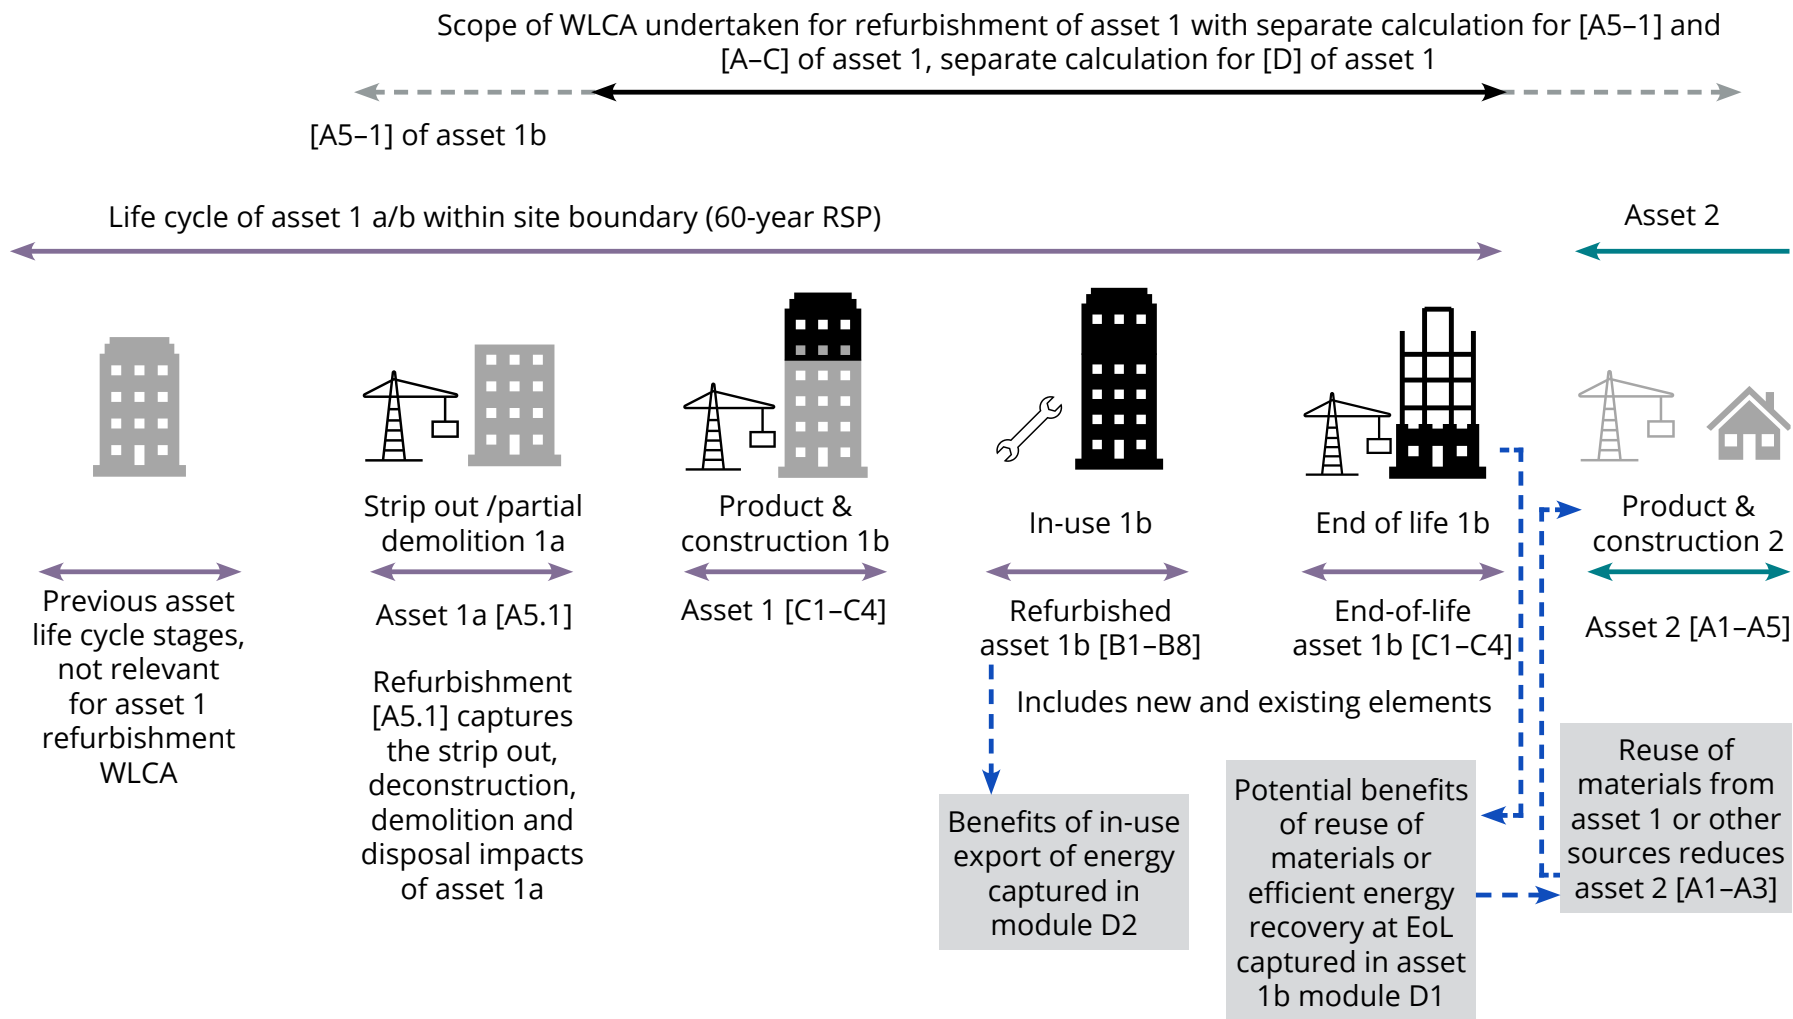 Scope of WLCA undertaken for refurbishment of asset 1 with separate calculation for [A5–1] and
[A–C] of asset 1, separate calculation for [D] of asset 1
[A5–1] of asset 1b
Life cycle of asset 1 a/b within site boundary (60-year RSP)
Asset 2
Previous asset
life cycle stages,
not relevant
for asset 1
refurbishment
WLCA
Strip out /partial
demolition 1a
Asset 1a [A5.1]
Refurbishment
[A5.1] captures
the strip out,
deconstruction,
demolition and
disposal impacts
of asset 1a
Product &
construction 1b
Asset 1 [C1–C4]
In-use 1b
Refurbished
asset 1b [B1–B8]
End of life 1b
End-of-life
asset 1b [C1–C4]
Includes new and existing elements
Benefits of in-use
export of energy
captured in
module D2
Potential benefits
of reuse of
materials or
efficient energy
recovery at EoL
captured in asset
1b module D1
Product &
construction 2
Asset 2 [A1–A5]
Reuse of
materials from
asset 1 or other
sources reduces
asset 2 [A1–A3]